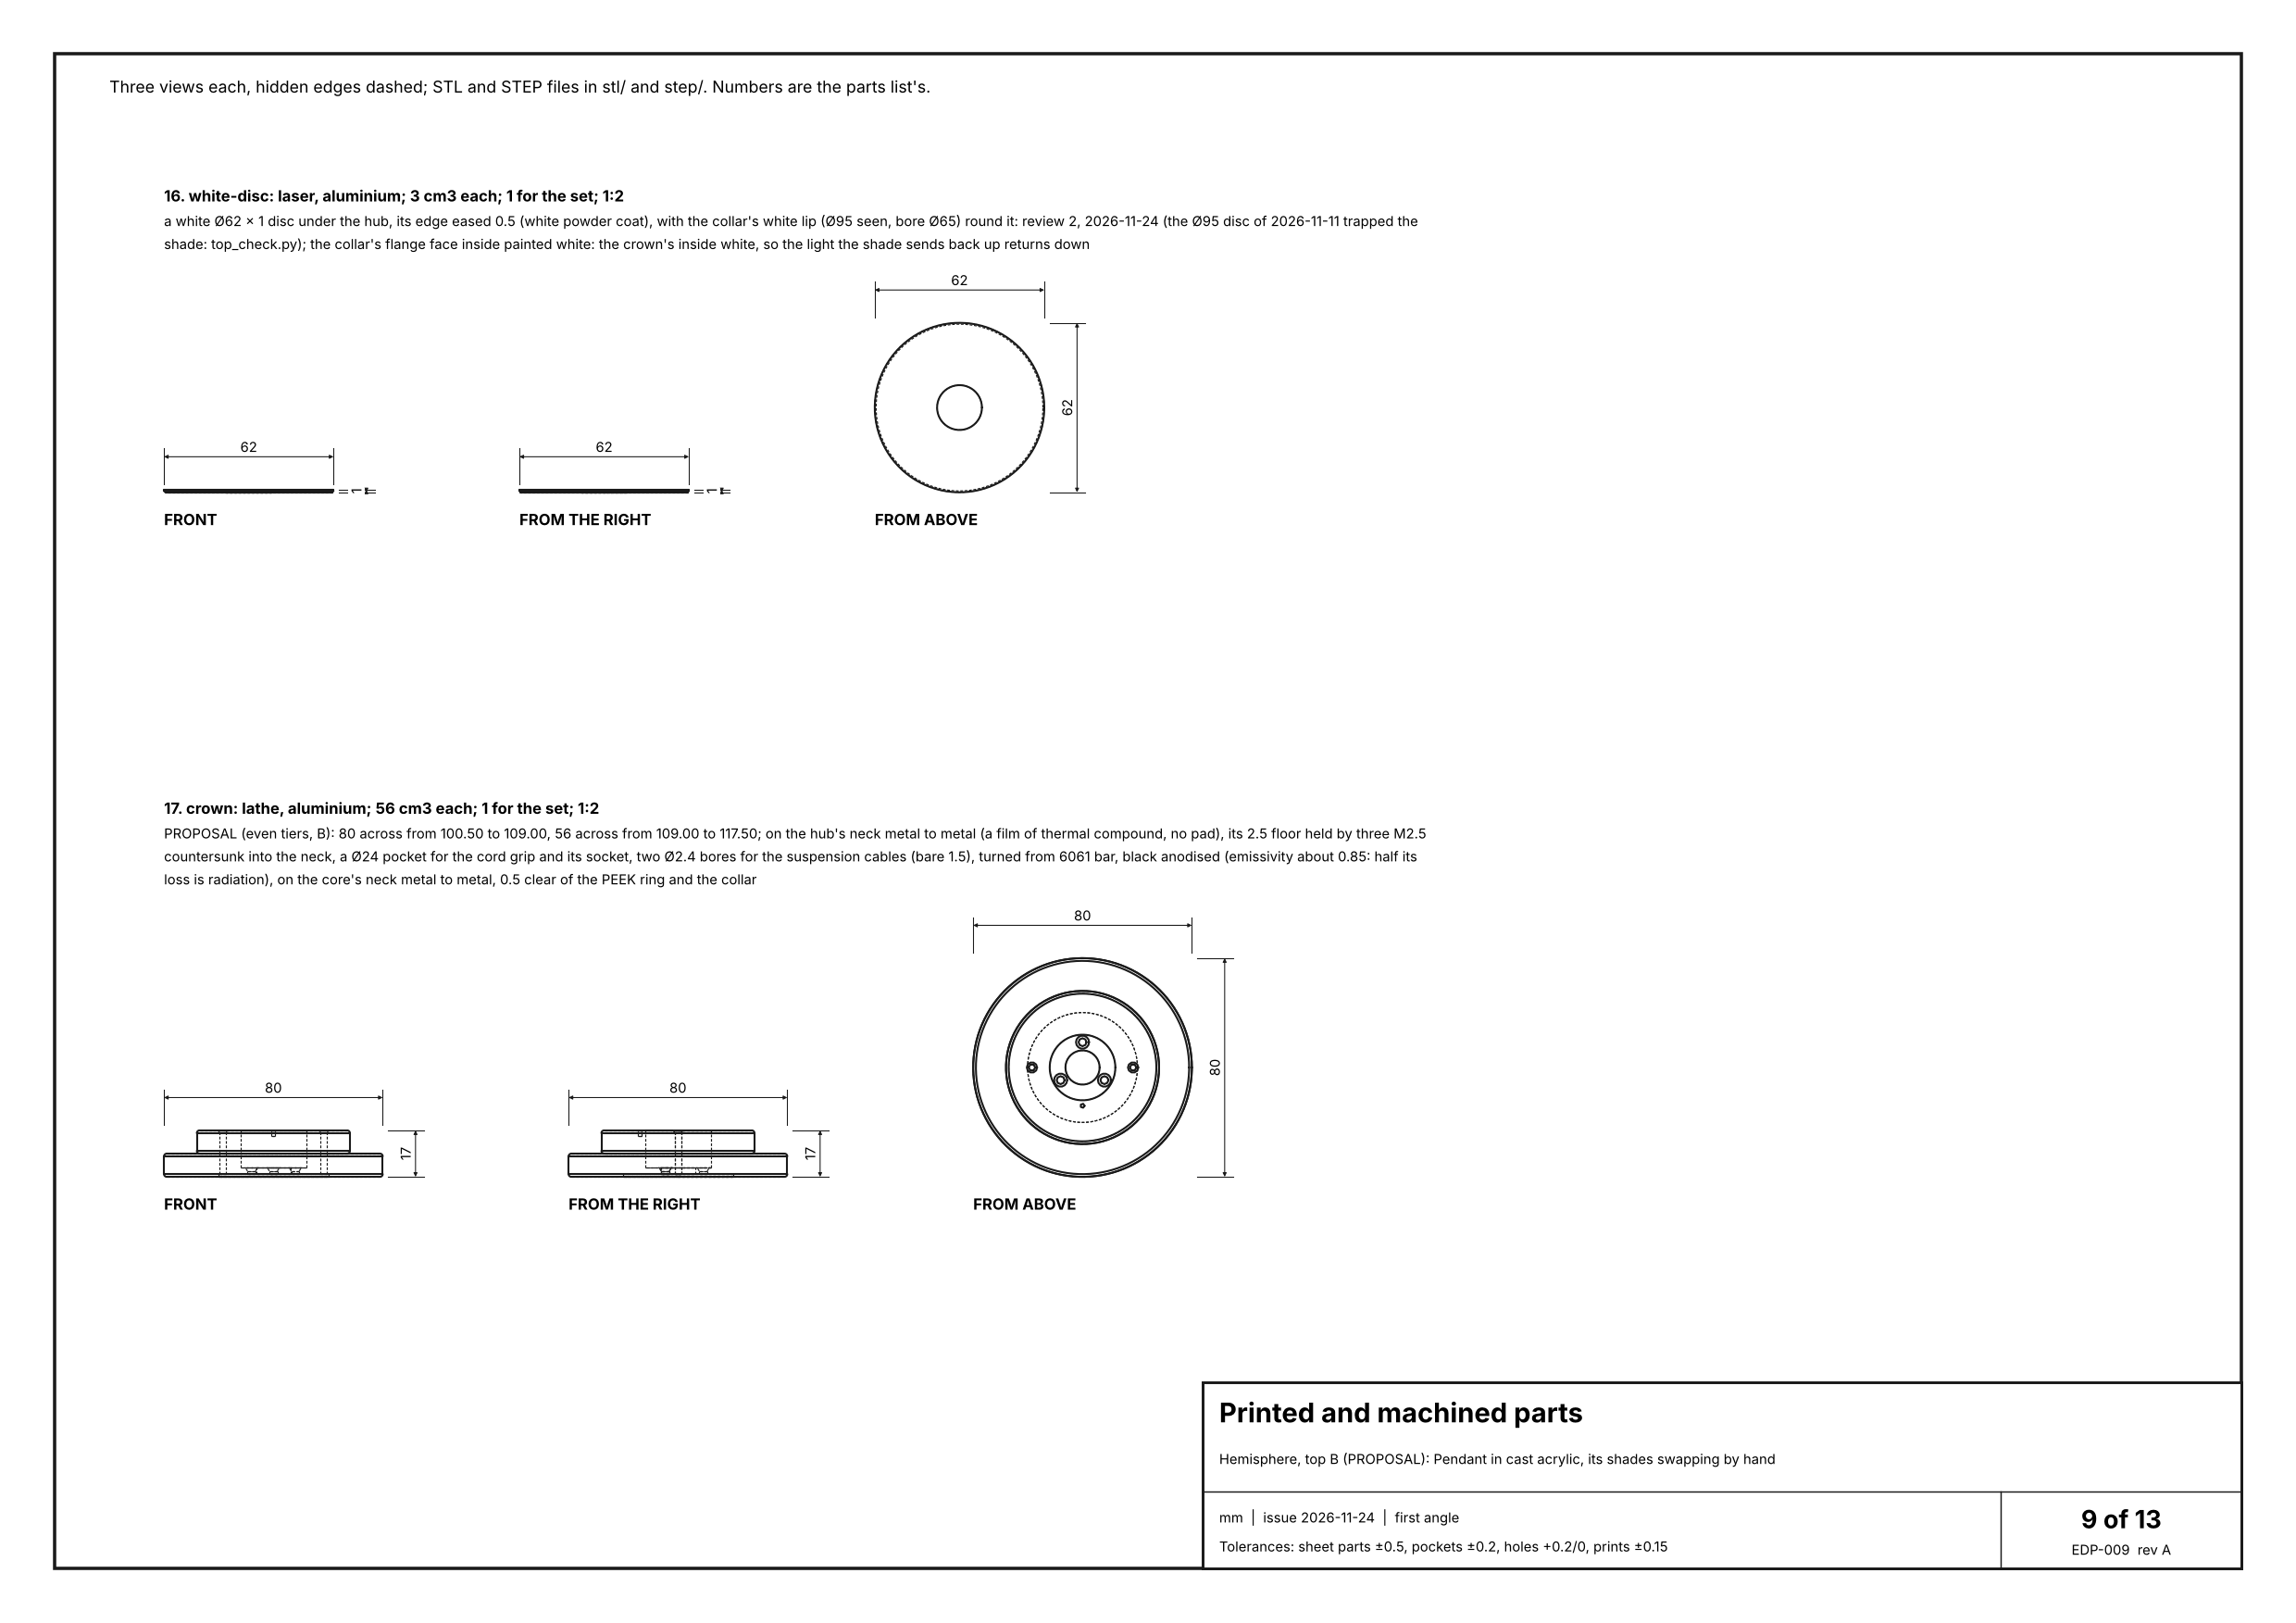 Three views each, hidden edges dashed; STL and STEP files in stl/ and step/. Numbers are the parts list's.
16. white-disc: laser, aluminium; 3 cm3 each; 1 for the set; 1:2
a white Ø62 × 1 disc under the hub, its edge eased 0.5 (white powder coat), with the collar's white lip (Ø95 seen, bore Ø65) round it: review 2, 2026-11-24 (the Ø95 disc of 2026-11-11 trapped the
shade: top_check.py); the collar's flange face inside painted white: the crown's inside white, so the light the shade sends back up returns down
62
62
62
62
1
1
FRONT
FROM THE RIGHT
FROM ABOVE
17. crown: lathe, aluminium; 56 cm3 each; 1 for the set; 1:2
PROPOSAL (even tiers, B): 80 across from 100.50 to 109.00, 56 across from 109.00 to 117.50; on the hub's neck metal to metal (a film of thermal compound, no pad), its 2.5 floor held by three M2.5
countersunk into the neck, a Ø24 pocket for the cord grip and its socket, two Ø2.4 bores for the suspension cables (bare 1.5), turned from 6061 bar, black anodised (emissivity about 0.85: half its
loss is radiation), on the core's neck metal to metal, 0.5 clear of the PEEK ring and the collar
80
80
80
80
17
17
FRONT
FROM THE RIGHT
FROM ABOVE
Printed and machined parts
Hemisphere, top B (PROPOSAL): Pendant in cast acrylic, its shades swapping by hand
mm | issue 2026-11-24 | first angle
Tolerances: sheet parts ±0.5, pockets ±0.2, holes +0.2/0, prints ±0.15
9 of 13
EDP-009 rev A